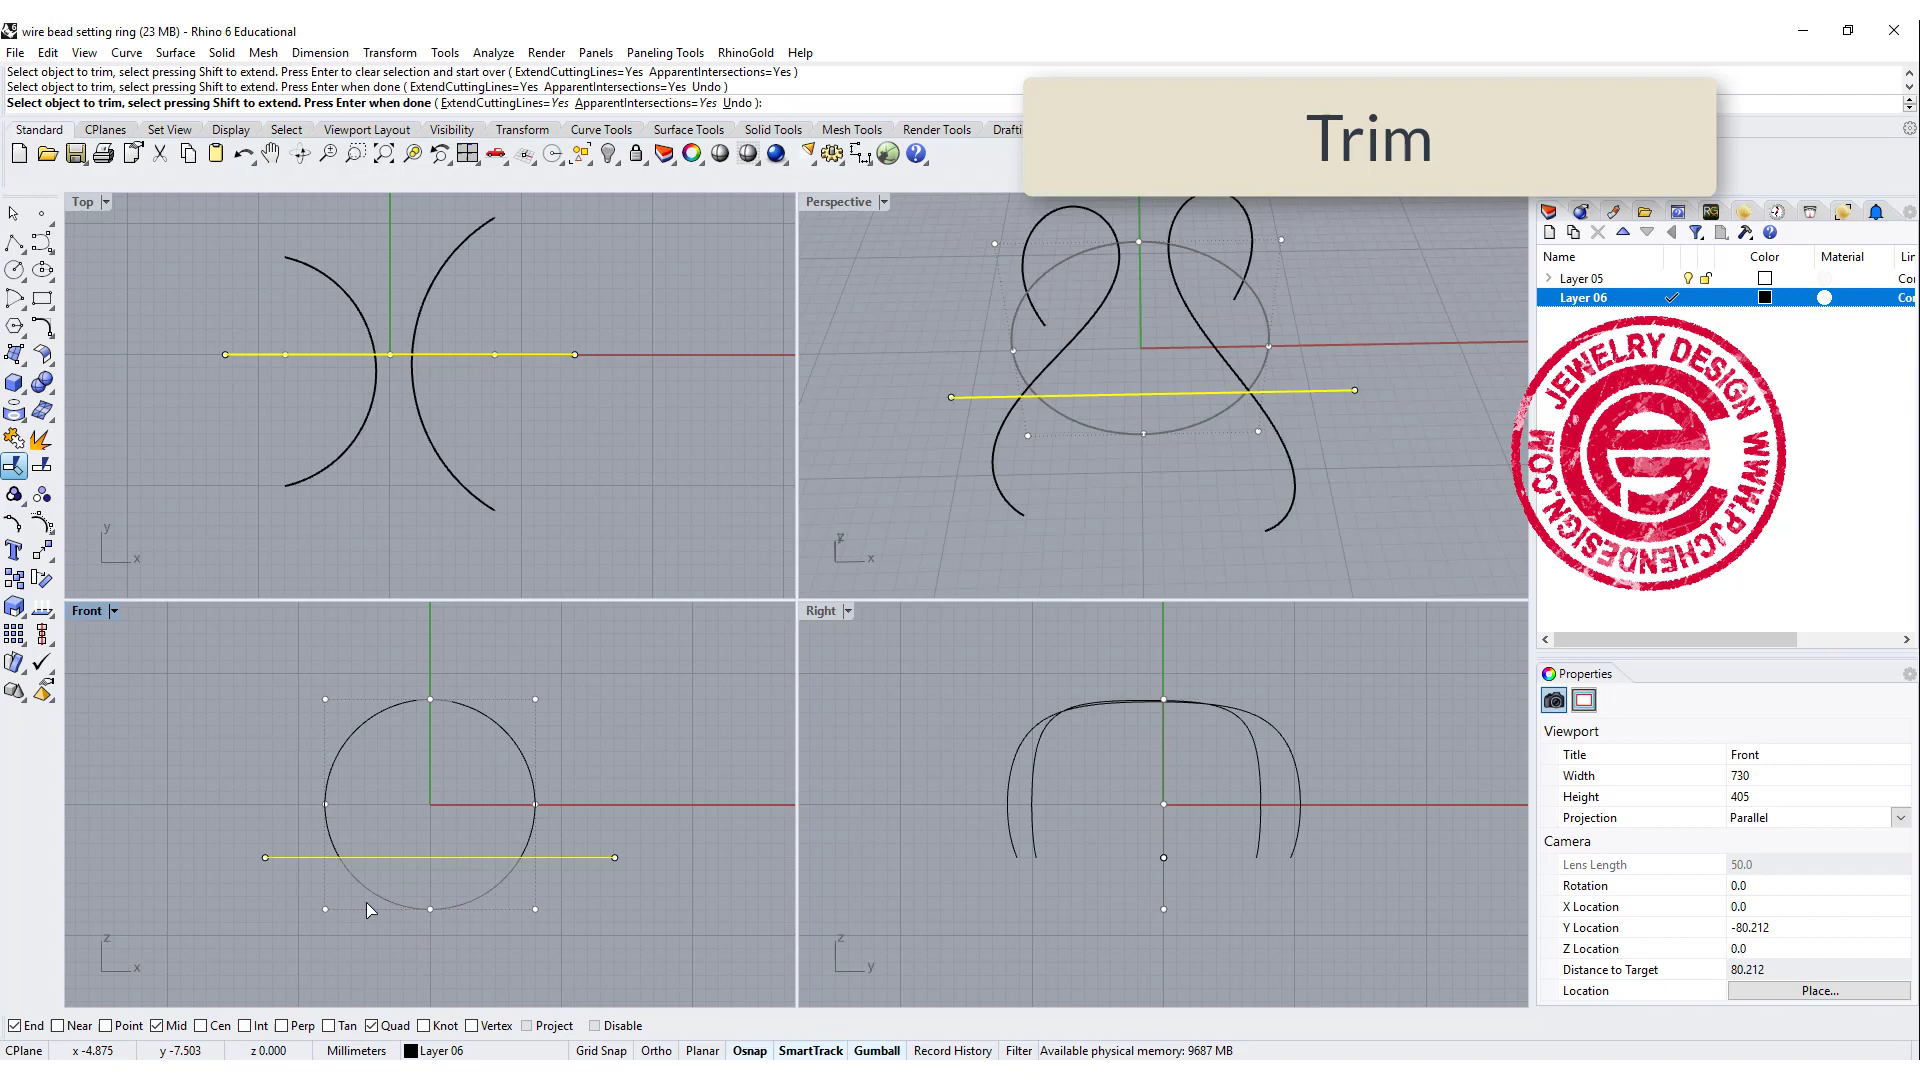 wire bead setting ring (23 MB) - Rhino 6 Educational
File Edit View Curve Surface Solid Mesh Dimension Transform Tools Analyze Render Panels Paneling Tools RhinoGold Help
Select object to trim, select pressing Shift to extend. Press Enter to clear selection and start over ( ExtendCuttingLines=Yes ApparentIntersections=Yes )
Select object to trim, select pressing Shift to extend. Press Enter when done ( ExtendCuttingLines=Yes ApparentIntersections=Yes Undo )
Select object to trim, select pressing Shift to extend. Press Enter when done ( ExtendCuttingLines=Yes ApparentIntersections=Yes Undo ):
Trim
Standard CPlanes Set View Display Select Viewport Layout Visibility Transform Curve Tools Surface Tools Solid Tools Mesh Tools Render Tools Drafti
Top
Perspective
RG
Name Color Material Lir
Layer 05 Cor
Layer 06 Co
JEWELRY DESIGN WWW.PJCHENDESIGN.COM
y
x
z
x
Front
Right
Properties
Viewport
Title Front
Width 730
Height 405
Projection Parallel
Camera
Lens Length 50.0
Rotation 0.0
X Location 0.0
Y Location -80.212
Z Location 0.0
Distance to Target 80.212
Location Place...
z
x
z
y
End Near Point Mid Cen Int Perp Tan Quad Knot Vertex Project Disable
CPlane x -4.875 y -7.503 z 0.000 Millimeters Layer 06 Grid Snap Ortho Planar Osnap SmartTrack Gumball Record History Filter Available physical memory: 9687 MB